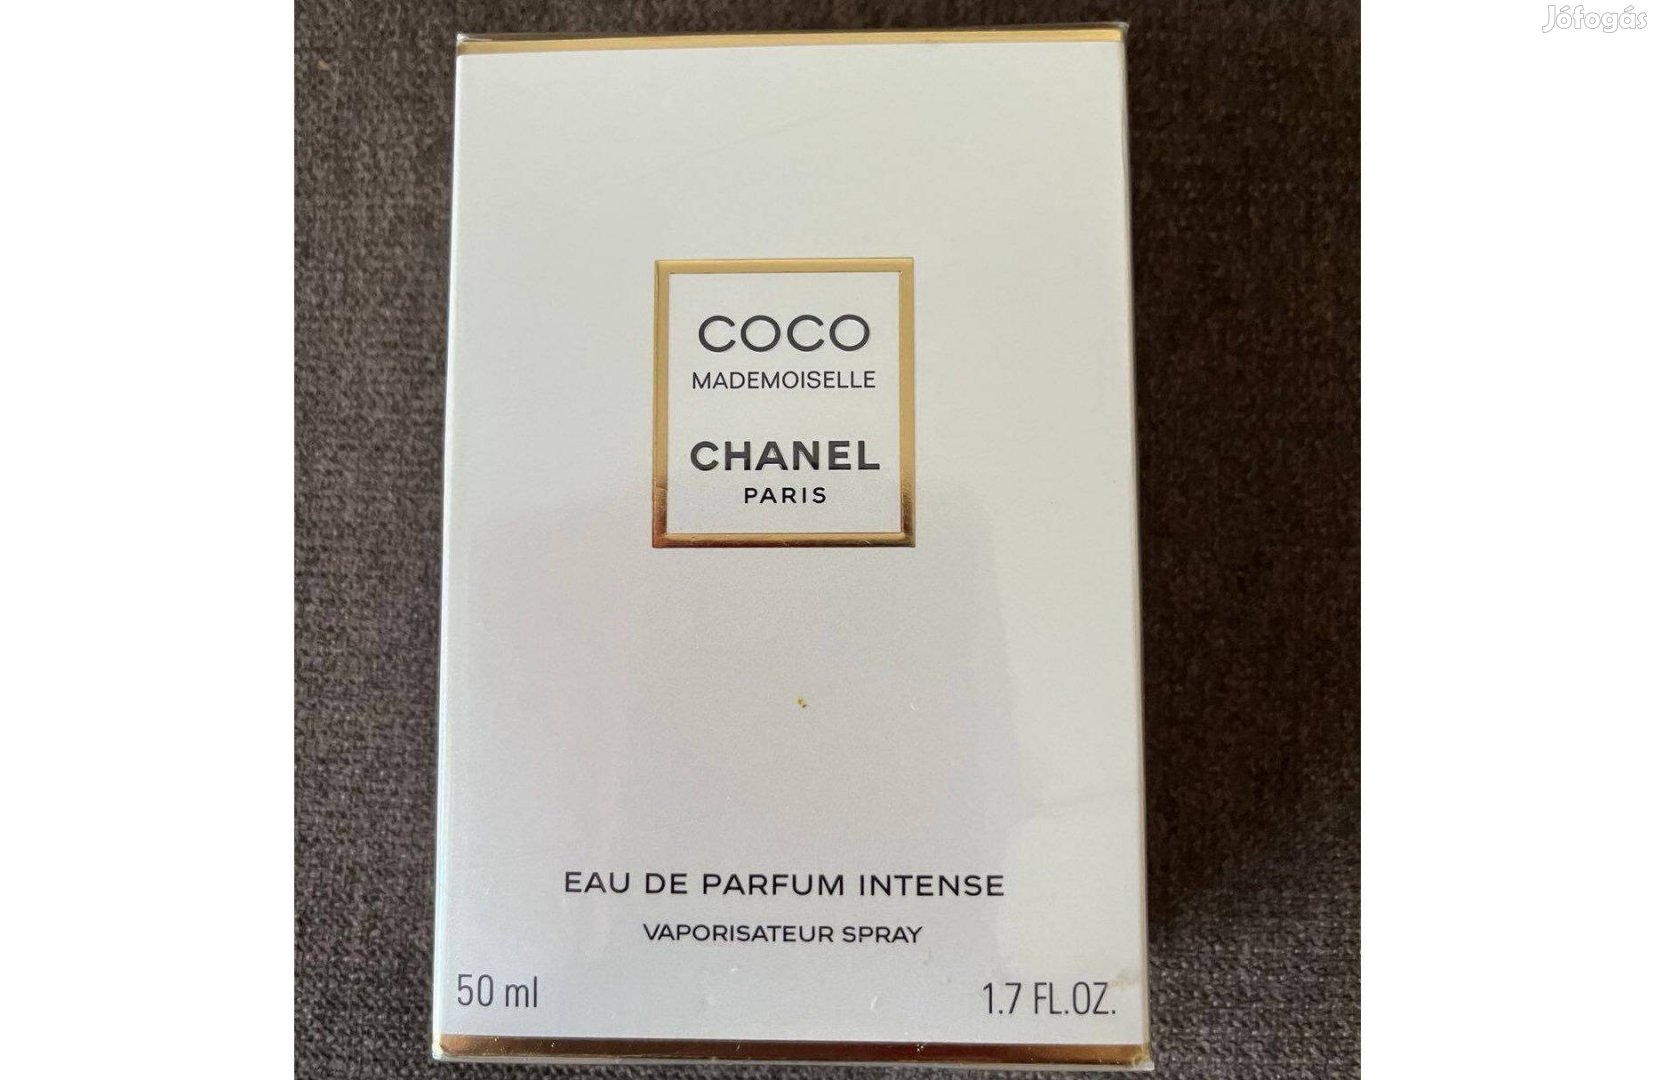 Jófogás
COCO
MADEMOISELLE
CHANEL
PARIS
EAU DE PARFUM INTENSE
VAPORISATEUR SPRAY
50 ml 1.7 FL.OZ.